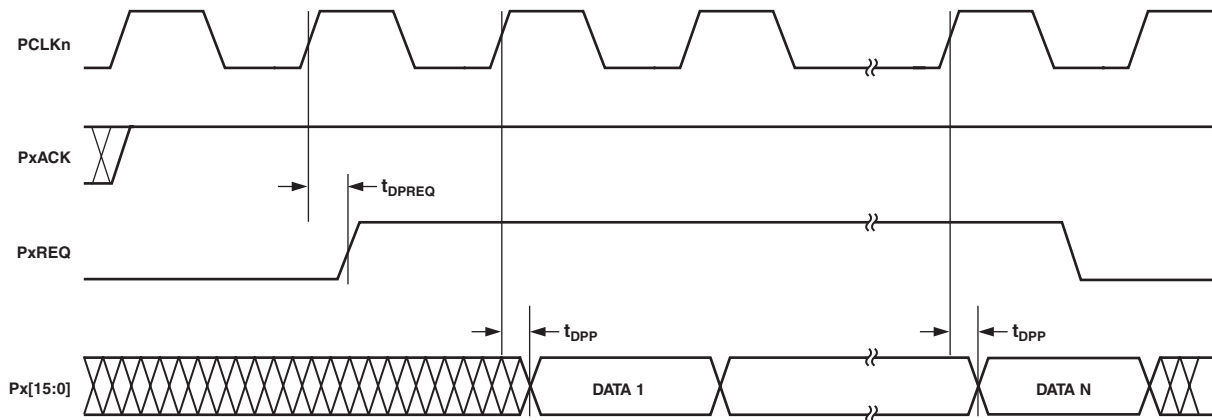 PCLKn
PxACK
tDPREQ
PxREQ
tDPP
tDPP
Px[15:0]
DATA 1
DATA N